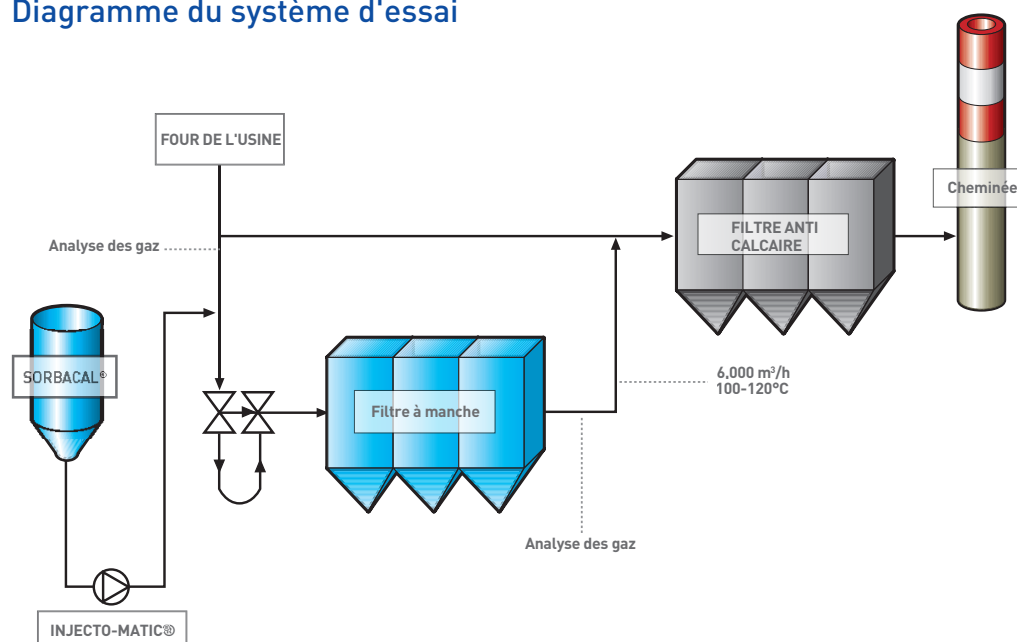 Diagramme du système d'essai
FOUR DE L'USINE
Cheminée
Analyse des gaz
FILTRE ANTI
CALCAIRE
SORBACAL®
Filtre à manche
6,000 m³/h
100-120°C
Analyse des gaz
INJECTO-MATIC®